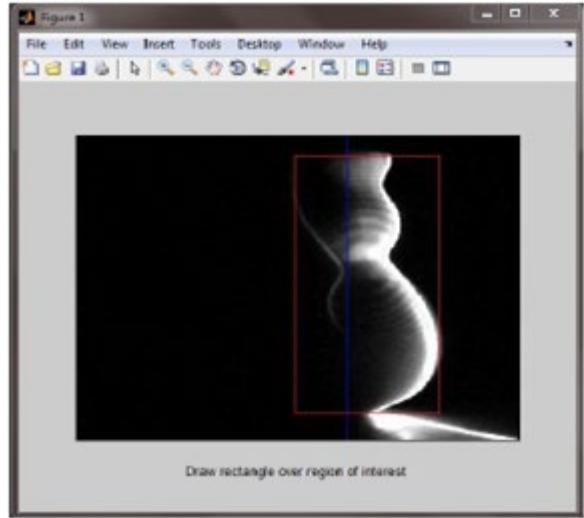 Figure 1
File Edit View Insert Tools Desktop Window Help
Draw rectangle over region of interest